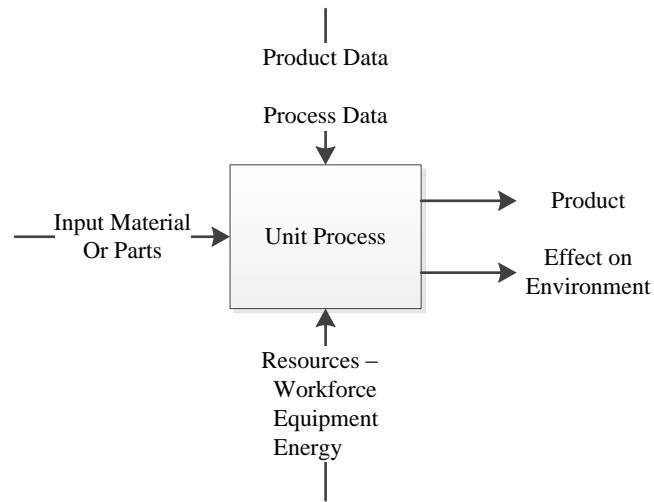 Product Data
Process Data
Input Material
Or Parts
Unit Process
Product
Effect on
Environment
Resources –
Workforce
Equipment
Energy